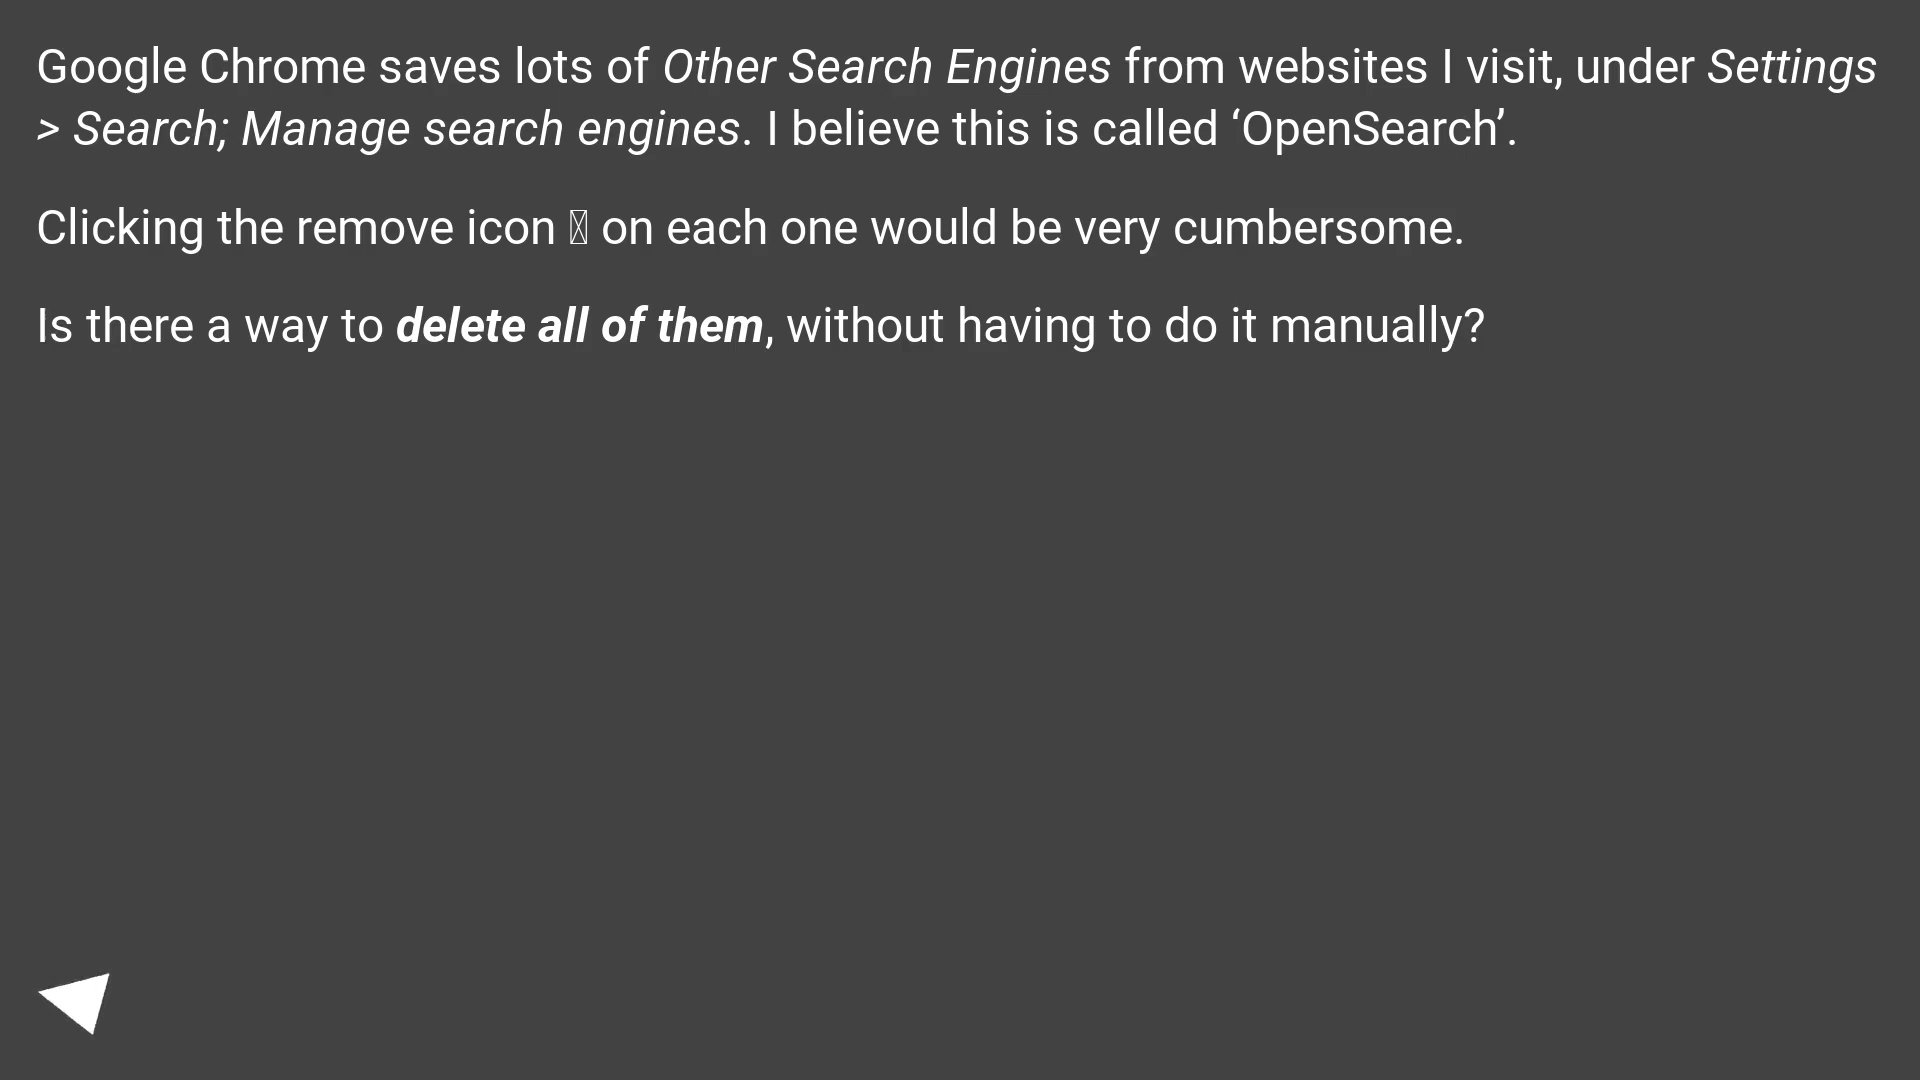 Google Chrome saves lots of Other Search Engines from websites I visit, under Settings
> Search; Manage search engines. I believe this is called ‘OpenSearch’.
Clicking the remove icon on each one would be very cumbersome.
Is there a way to delete all of them, without having to do it manually?